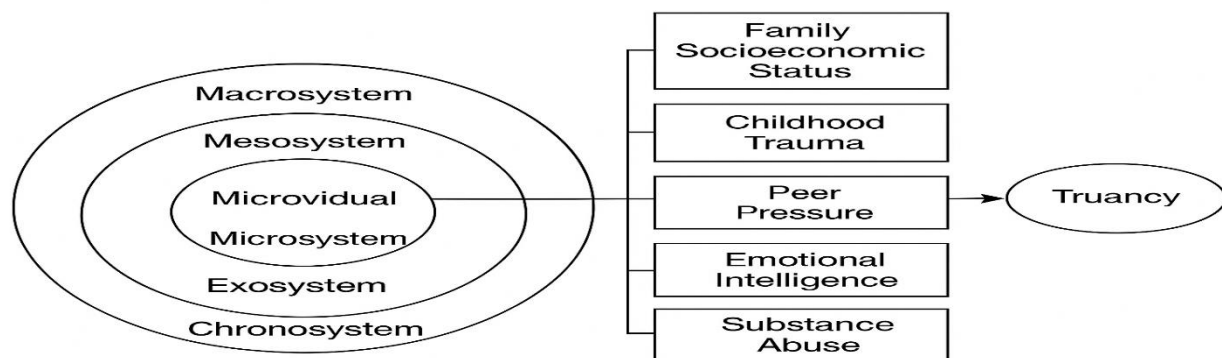 Macrosystem
Mesosystem
Microvidual
Microsystem
Exosystem
Chronosystem
Family
Socioeconomic
Status
Childhood
Trauma
Peer
Pressure
Emotional
Intelligence
Substance
Abuse
Truancy